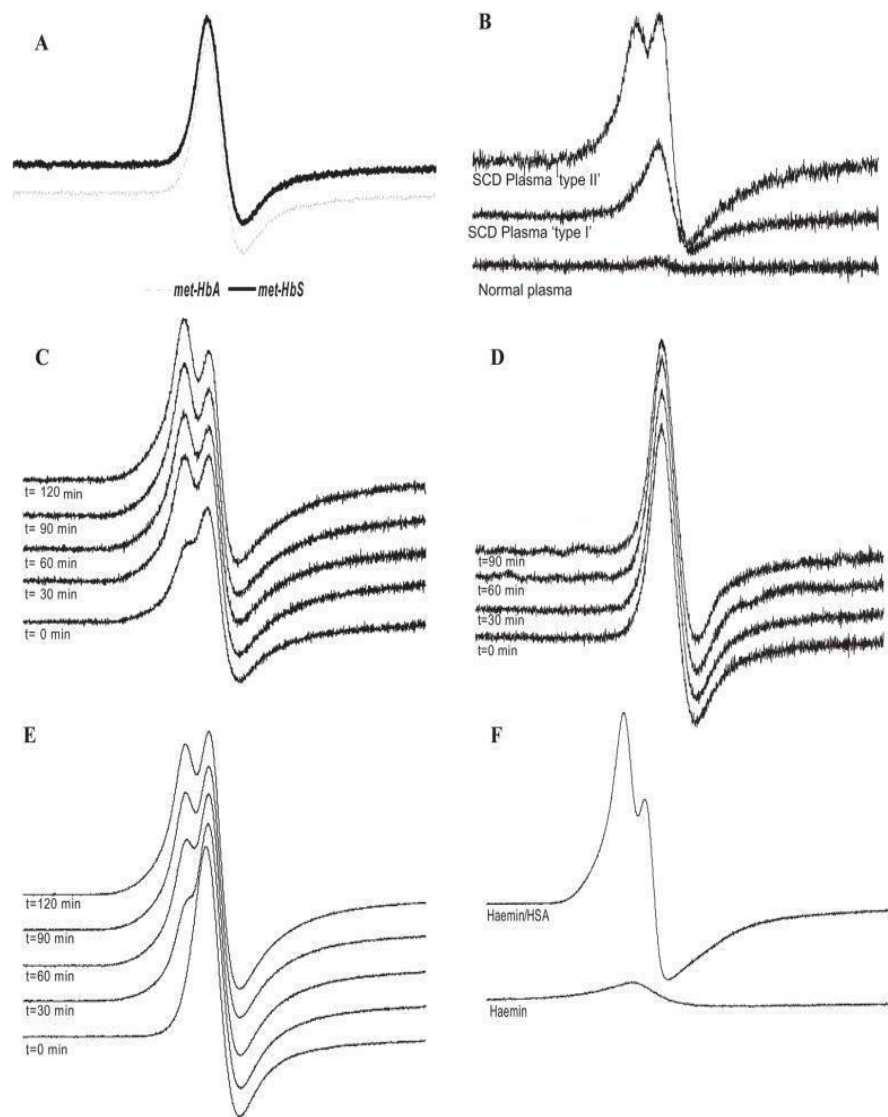 A
met-HbA met-HbS
B
SCD Plasma 'type II'
SCD Plasma 'type I'
Normal plasma
C
t= 120 min
t= 90 min
t= 60 min
t= 30 min
t= 0 min
D
t=90 min
t=60 min
t=30 min
t=0 min
E
t=120 min
t=90 min
t=60 min
t=30 min
t=0 min
F
Haemin/HSA
Haemin